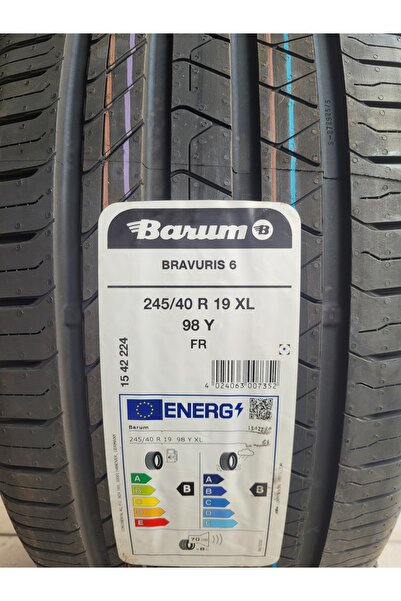 Barum B
BRAVURIS 6
245/40 R 19 XL
98 Y
FR
15 42 224
4 024063 007352
ENERG
Barum
245/40 R 19 98 Y XL
A
B
C
D
E
B
A
B
C
D
E
B
70
B